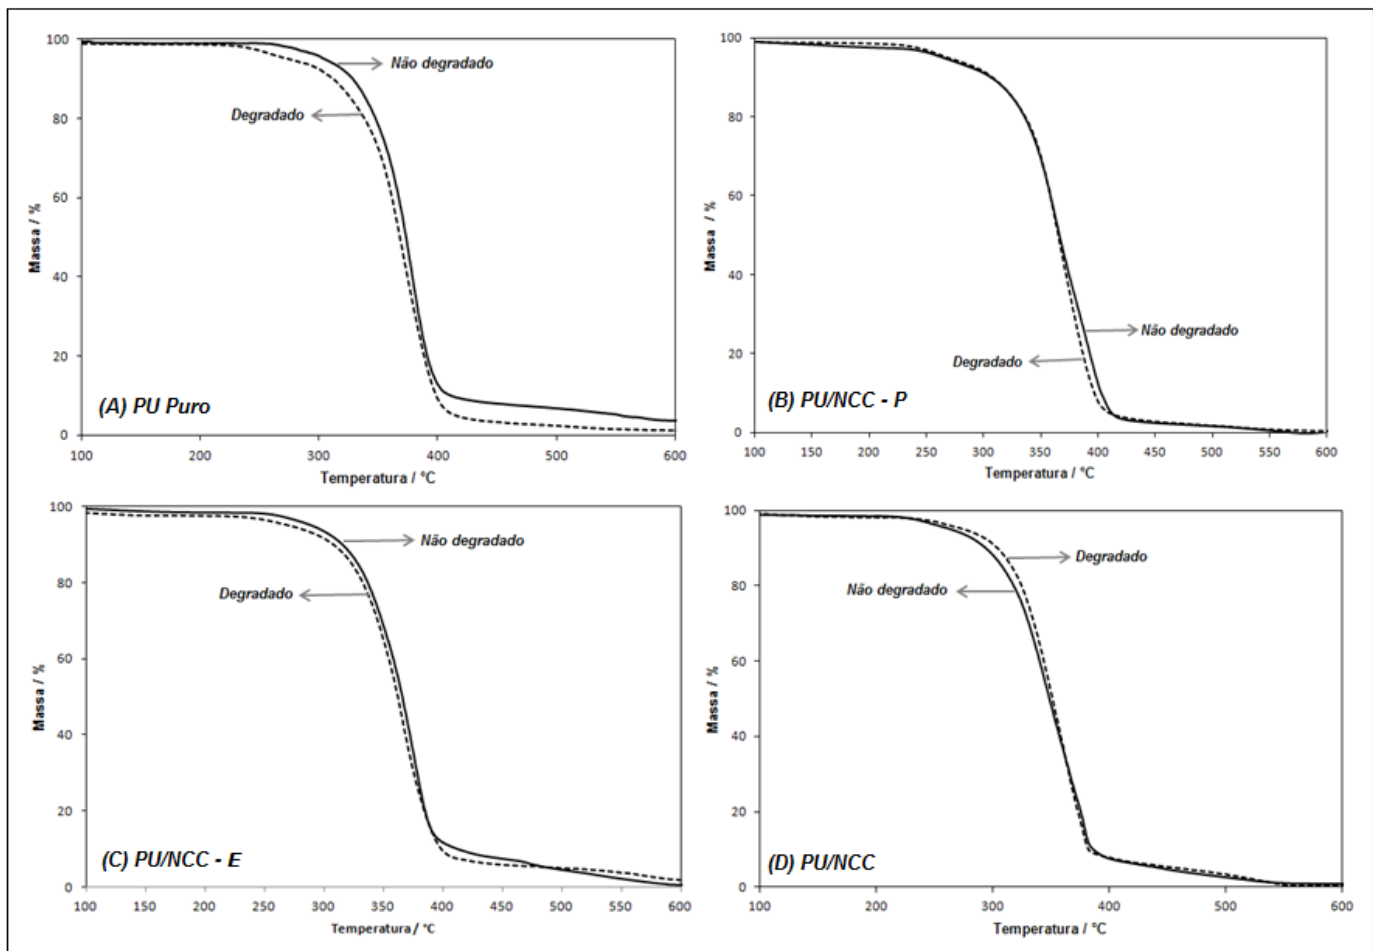 100
80
60
40
20
0
Massa / %
Não degradado
Degradado
(A) PU Puro
100
200
300
400
500
600
Temperatura / °C
100
80
60
40
20
0
Massa / %
Não degradado
Degradado
(B) PU/NCC - P
100
150
200
250
300
350
400
450
500
550
600
Temperatura / °C
100
80
60
40
20
0
Massa / %
Não degradado
Degradado
(C) PU/NCC - E
100
150
200
250
300
350
400
450
500
550
600
Temperatura / °C
100
80
60
40
20
0
Massa / %
Degradado
Não degradado
(D) PU/NCC
100
200
300
400
500
600
Temperatura / °C